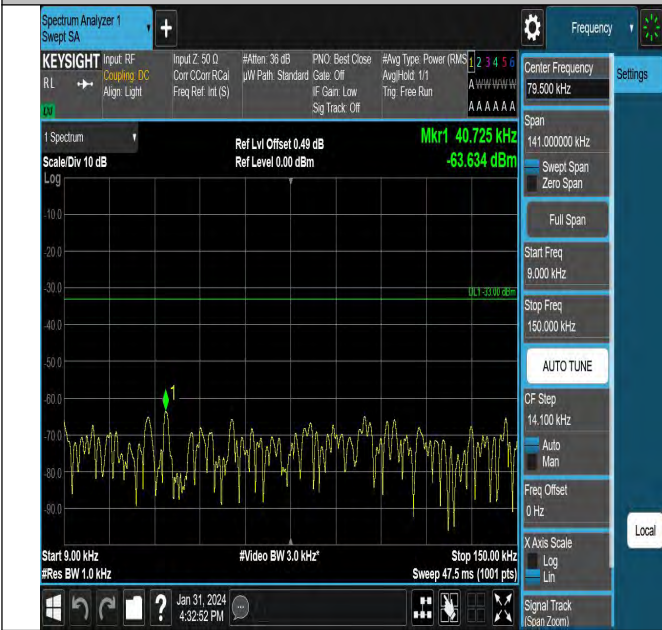 Spectrum Analyzer 1
Swept SA
+
Frequency
KEYSIGHT
RL
Input: RF
Coupling: DC
Align: Light
Input Z: 50 Ω
Corr CCorr RCal
Freq Ref: Int (S)
#Atten: 36 dB
µW Path: Standard
PNO: Best Close
Gate: Off
IF Gain: Low
Sig Track: Off
#Avg Type: Power (RMS
Avg|Hold: 1/1
Trig: Free Run
1 2 3 4 5 6
A W W W W W
A A A A A A
1 Spectrum
Scale/Div 10 dB
Log
Ref Lvl Offset 0.49 dB
Ref Level 0.00 dBm
Mkr1 40.725 kHz
-63.634 dBm
-10.0
-20.0
-30.0
-40.0
-50.0
-60.0
-70.0
-80.0
-90.0
DL1 -33.00 dBm
1
Start 9.00 kHz
#Res BW 1.0 kHz
#Video BW 3.0 kHz*
Stop 150.00 kHz
Sweep 47.5 ms (1001 pts)
Jan 31, 2024
4:32:52 PM
Center Frequency
79.500 kHz
Span
141.000000 kHz
Swept Span
Zero Span
Full Span
Start Freq
9.000 kHz
Stop Freq
150.000 kHz
AUTO TUNE
CF Step
14.100 kHz
Auto
Man
Freq Offset
0 Hz
X Axis Scale
Log
Lin
Signal Track
(Span Zoom)
Settings
Local